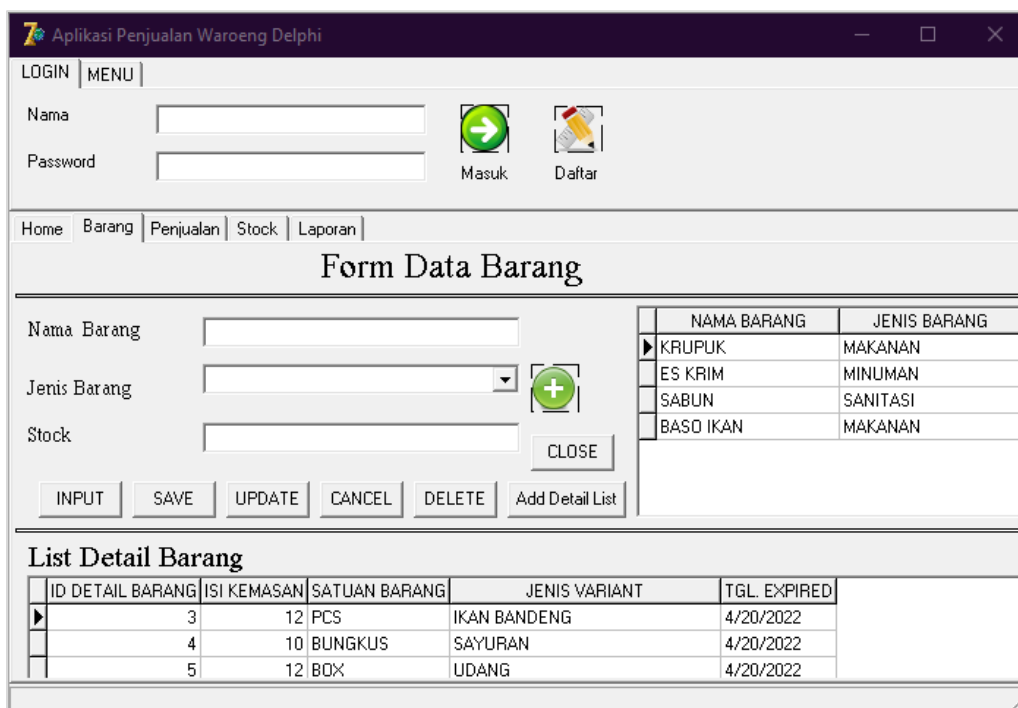 Aplikasi Penjualan Waroeng Delphi
LOGIN MENU
Nama
Password
Masuk Daftar
Home Barang Penjualan Stock Laporan
Form Data Barang
Nama Barang
Jenis Barang
Stock
CLOSE
INPUT SAVE UPDATE CANCEL DELETE Add Detail List
NAMA BARANG JENIS BARANG
KRUPUK MAKANAN
ES KRIM MINUMAN
SABUN SANITASI
BASO IKAN MAKANAN
List Detail Barang
ID DETAIL BARANG ISI KEMASAN SATUAN BARANG JENIS VARIANT TGL. EXPIRED
3 12 PCS IKAN BANDENG 4/20/2022
4 10 BUNGKUS SAYURAN 4/20/2022
5 12 BOX UDANG 4/20/2022